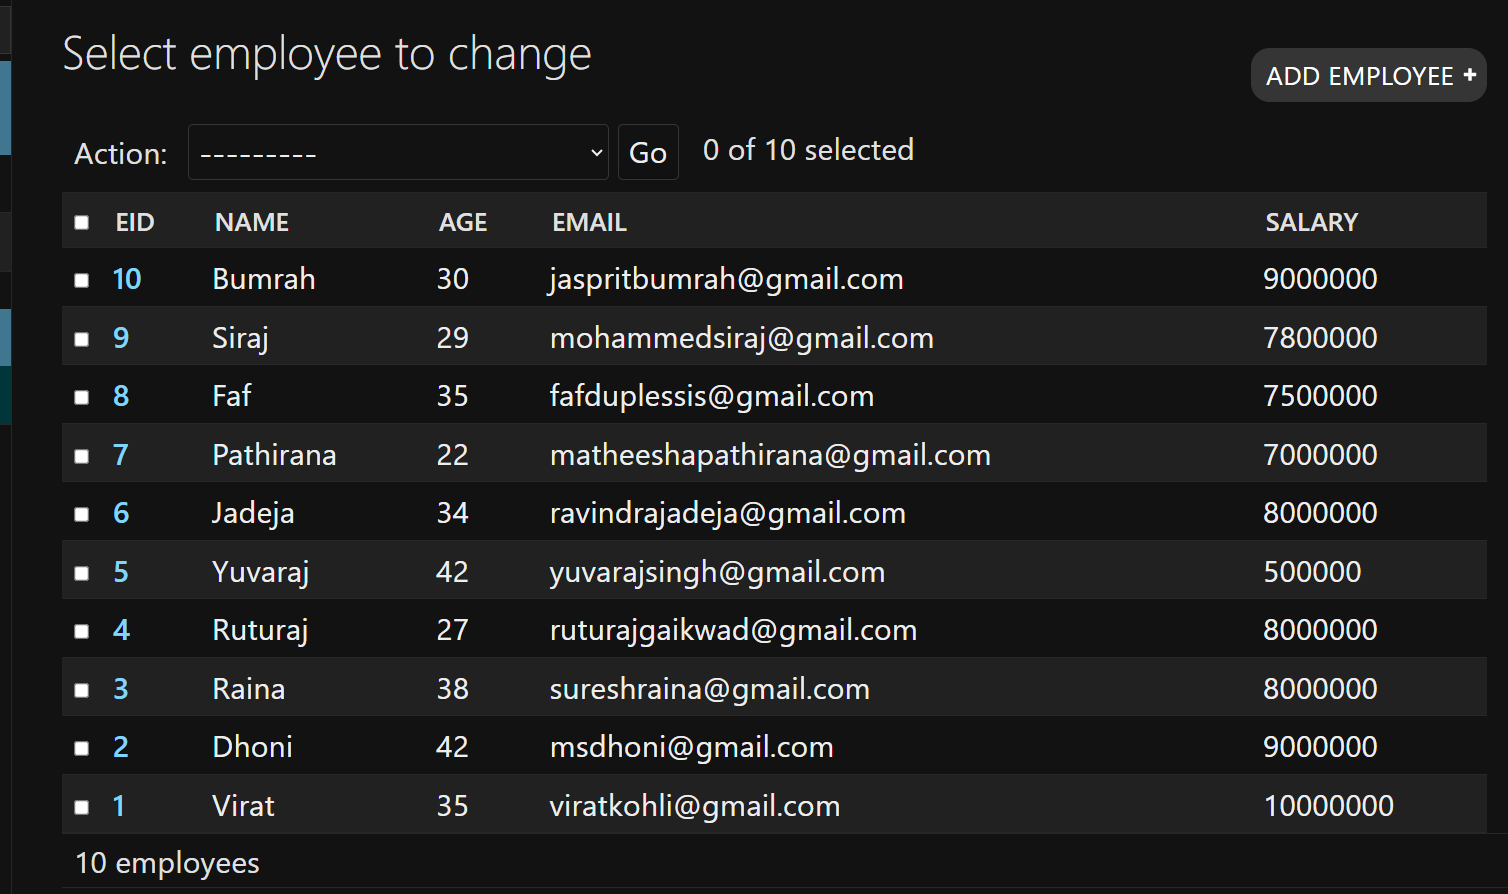 Select employee to change
ADD EMPLOYEE +
Action: --------- Go 0 of 10 selected
EID NAME AGE EMAIL SALARY
10 Bumrah 30 jaspritbumrah@gmail.com 9000000
9 Siraj 29 mohammedsiraj@gmail.com 7800000
8 Faf 35 fafduplessis@gmail.com 7500000
7 Pathirana 22 matheeshapathirana@gmail.com 7000000
6 Jadeja 34 ravindrajadeja@gmail.com 8000000
5 Yuvaraj 42 yuvarajsingh@gmail.com 500000
4 Ruturaj 27 ruturajgaikwad@gmail.com 8000000
3 Raina 38 sureshraina@gmail.com 8000000
2 Dhoni 42 msdhoni@gmail.com 9000000
1 Virat 35 viratkohli@gmail.com 10000000
10 employees